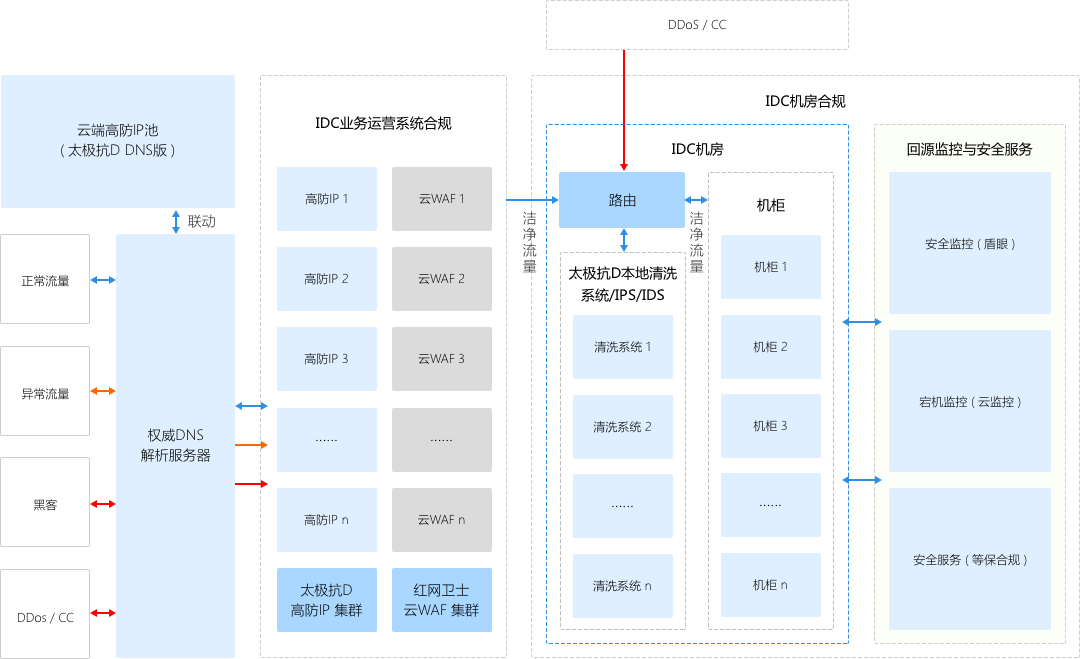 DDoS / CC
云端高防IP池
（ 太极抗D DNS版 ）
联动
正常流量
异常流量
黑客
DDos / CC
权威DNS
解析服务器
IDC业务运营系统合规
高防IP 1
云WAF 1
高防IP 2
云WAF 2
高防IP 3
云WAF 3
……
……
高防IP n
云WAF n
太极抗D
高防IP 集群
红网卫士
云WAF 集群
洁净流量
IDC机房合规
IDC机房
路由
洁净流量
太极抗D本地清洗
系统/IPS/IDS
清洗系统 1
清洗系统 2
……
清洗系统 n
机柜
机柜 1
机柜 2
机柜 3
……
机柜 n
回源监控与安全服务
安全监控 ( 盾眼 )
宕机监控 ( 云监控 )
安全服务 ( 等保合规 )